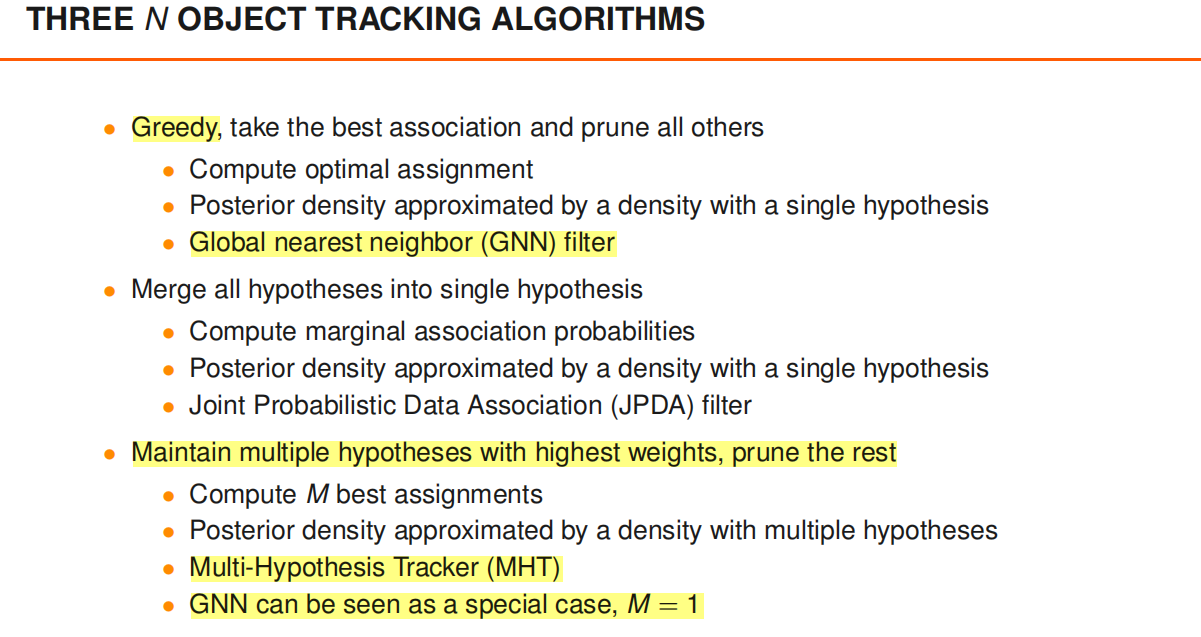 THREE N OBJECT TRACKING ALGORITHMS
• Greedy, take the best association and prune all others
• Compute optimal assignment
• Posterior density approximated by a density with a single hypothesis
• Global nearest neighbor (GNN) filter
• Merge all hypotheses into single hypothesis
• Compute marginal association probabilities
• Posterior density approximated by a density with a single hypothesis
• Joint Probabilistic Data Association (JPDA) filter
• Maintain multiple hypotheses with highest weights, prune the rest
• Compute M best assignments
• Posterior density approximated by a density with multiple hypotheses
• Multi-Hypothesis Tracker (MHT)
• GNN can be seen as a special case, M = 1